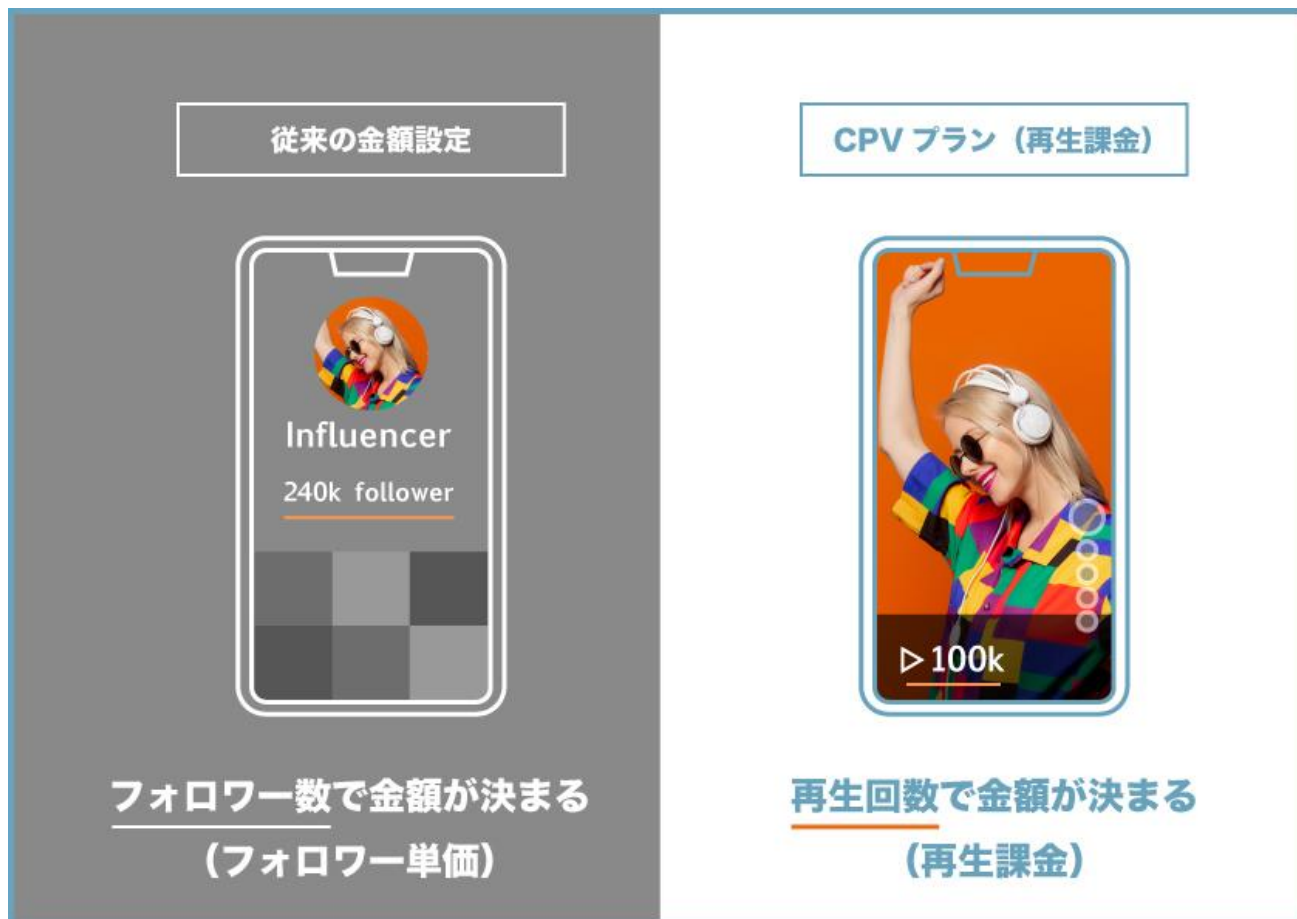 従来の金額設定
Influencer
240k follower
フォロワー数で金額が決まる
（フォロワー単価）
CPV プラン（再生課金）
▷100k
再生回数で金額が決まる
（再生課金）